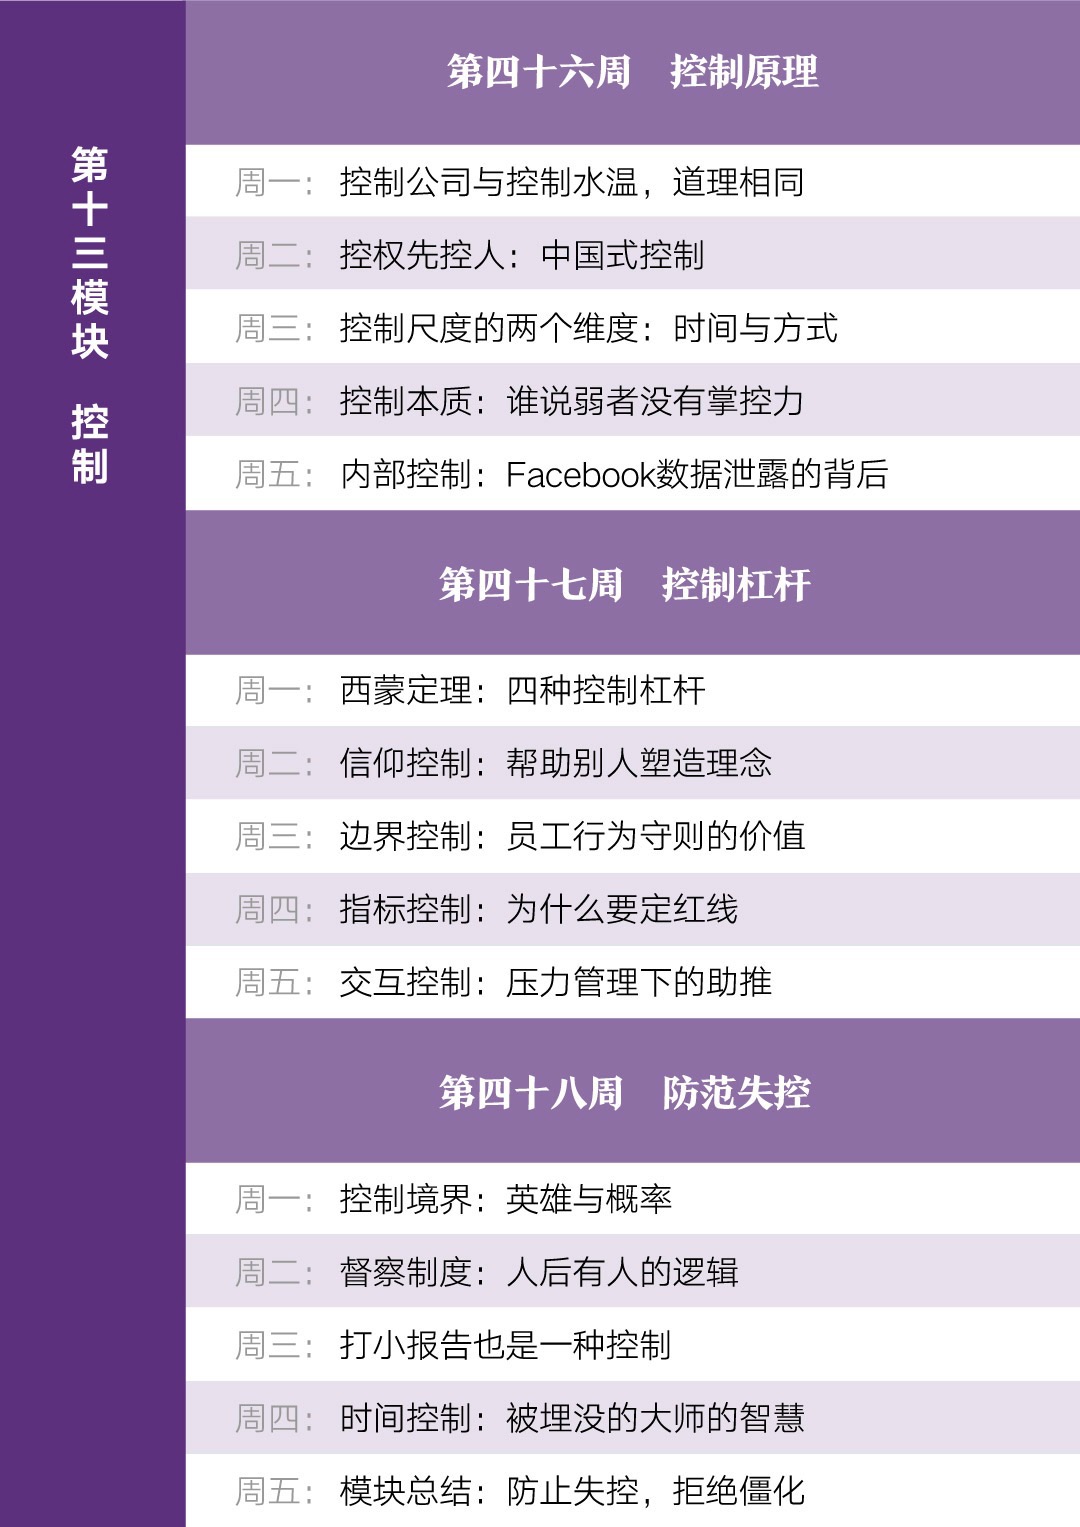 第十三模块 控制
第四十六周 控制原理
周一：控制公司与控制水温，道理相同
周二：控权先控人：中国式控制
周三：控制尺度的两个维度：时间与方式
周四：控制本质：谁说弱者没有掌控力
周五：内部控制：Facebook数据泄露的背后
第四十七周 控制杠杆
周一：西蒙定理：四种控制杠杆
周二：信仰控制：帮助别人塑造理念
周三：边界控制：员工行为守则的价值
周四：指标控制：为什么要定红线
周五：交互控制：压力管理下的助推
第四十八周 防范失控
周一：控制境界：英雄与概率
周二：督察制度：人后有人的逻辑
周三：打小报告也是一种控制
周四：时间控制：被埋没的大师的智慧
周五：模块总结：防止失控，拒绝僵化